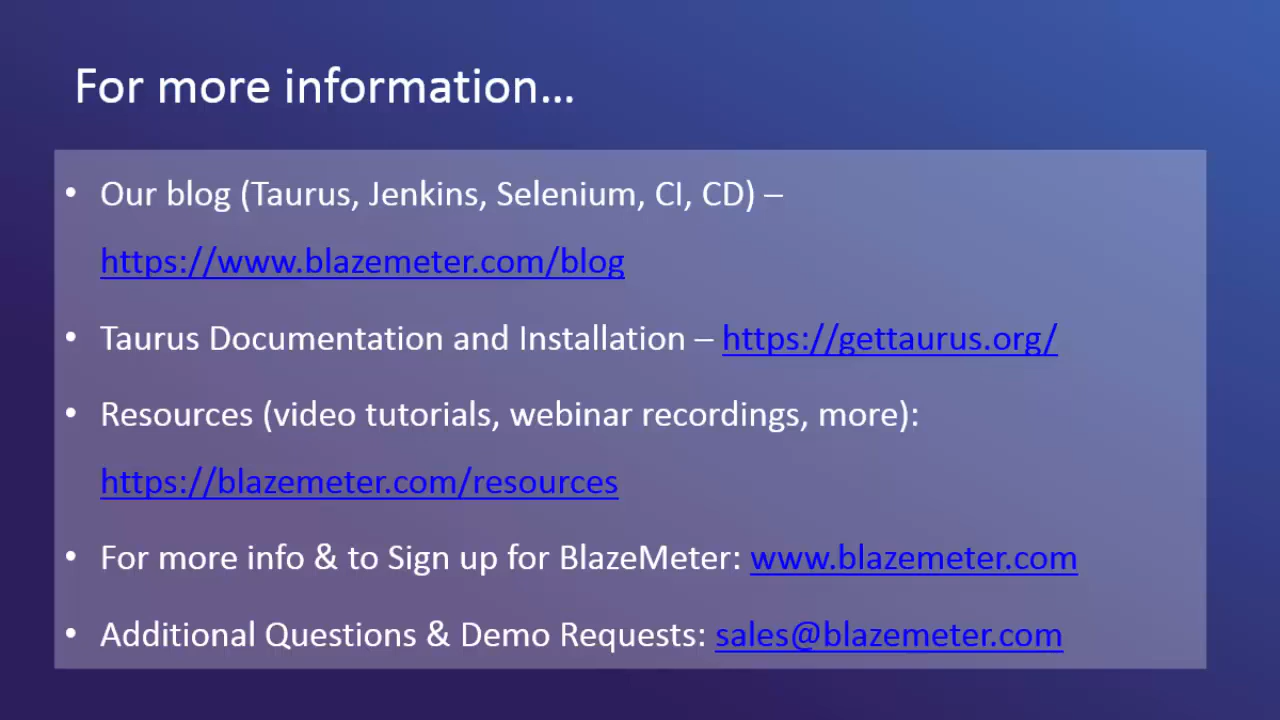 For more information…
• Our blog (Taurus, Jenkins, Selenium, CI, CD) –
https://www.blazemeter.com/blog
• Taurus Documentation and Installation – https://gettaurus.org/
• Resources (video tutorials, webinar recordings, more):
https://blazemeter.com/resources
• For more info & to Sign up for BlazeMeter: www.blazemeter.com
• Additional Questions & Demo Requests: sales@blazemeter.com